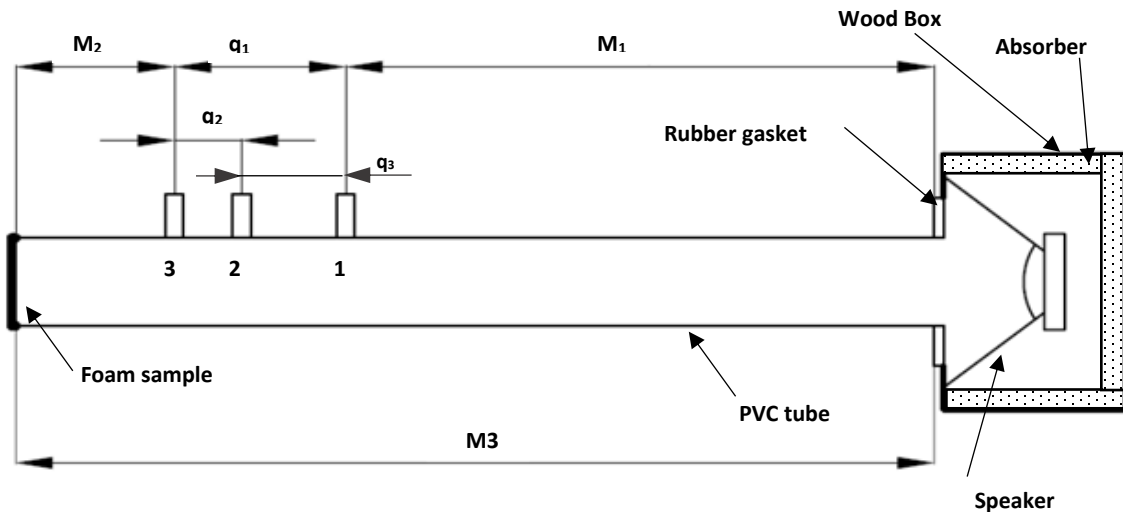 Wood Box
M₂
q₁
M₁
Absorber
q₂
Rubber gasket
q₃
3
2
1
Foam sample
PVC tube
M3
Speaker